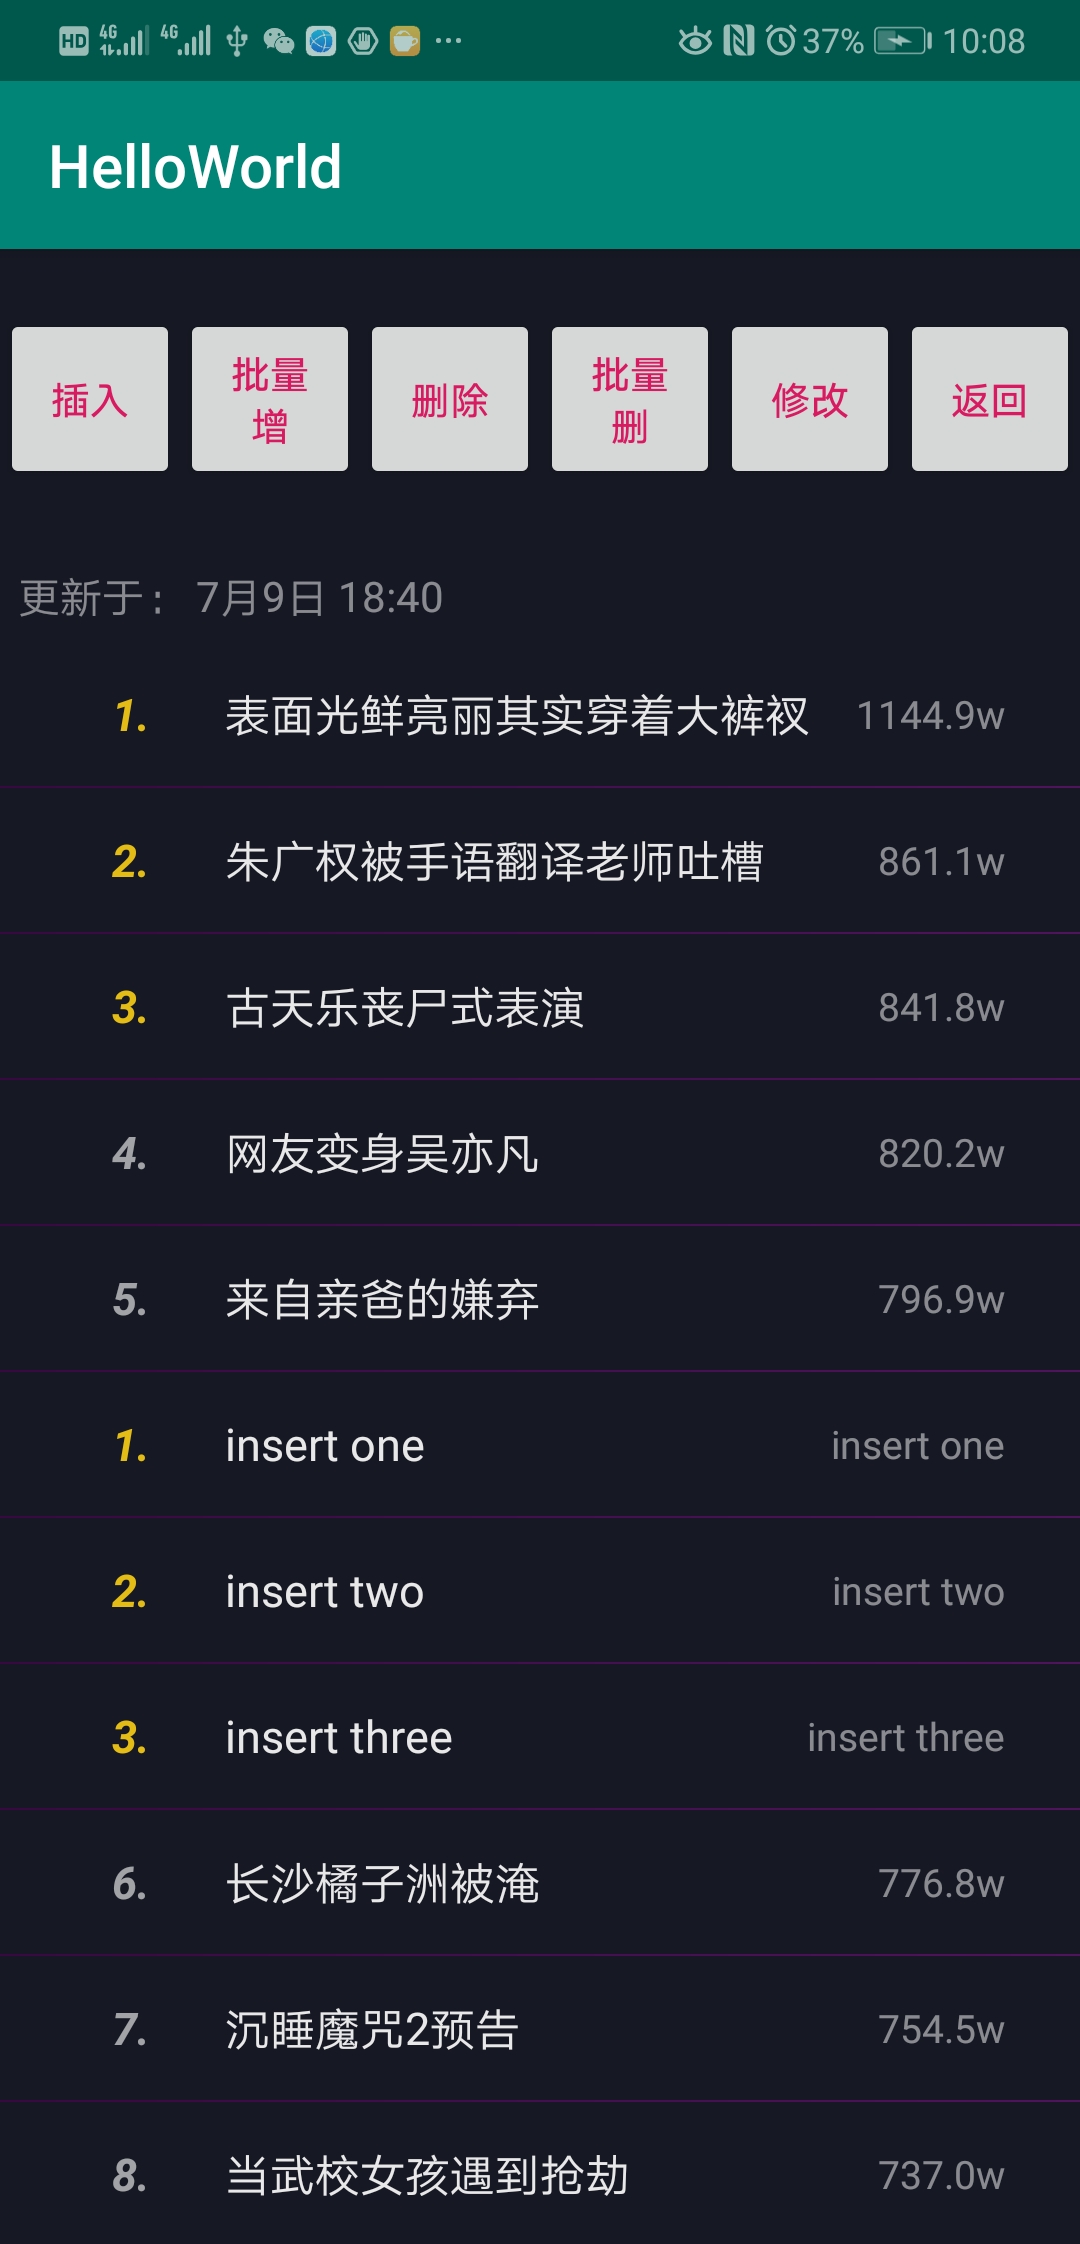 HD 4G 4G ... 37% 10:08
HelloWorld
插入 批量增 删除 批量删 修改 返回
更新于： 7月9日 18:40
1. 表面光鲜亮丽其实穿着大裤衩 1144.9w
2. 朱广权被手语翻译老师吐槽 861.1w
3. 古天乐丧尸式表演 841.8w
4. 网友变身吴亦凡 820.2w
5. 来自亲爸的嫌弃 796.9w
1. insert one insert one
2. insert two insert two
3. insert three insert three
6. 长沙橘子洲被淹 776.8w
7. 沉睡魔咒2预告 754.5w
8. 当武校女孩遇到抢劫 737.0w